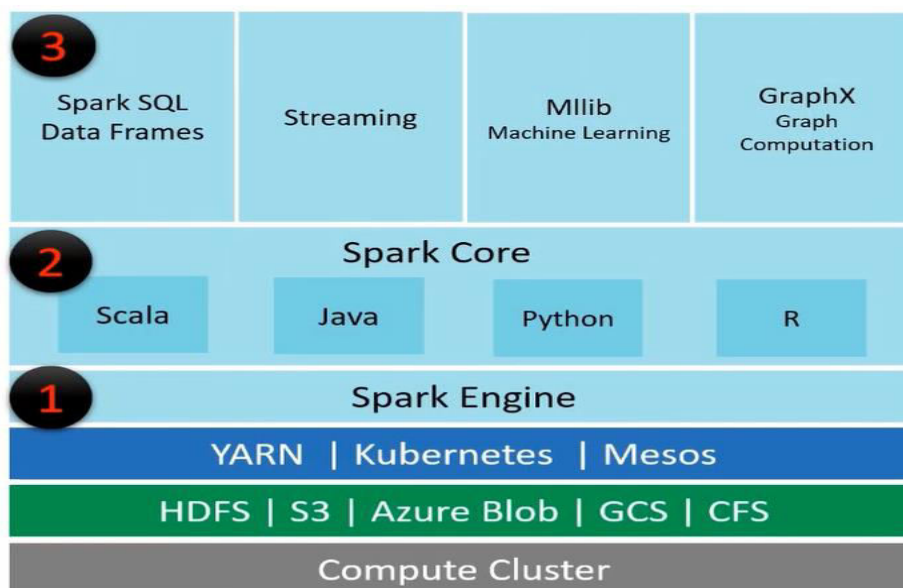 3
Spark SQL
Data Frames
Streaming
Mllib
Machine Learning
GraphX
Graph
Computation
2
Spark Core
Scala
Java
Python
R
1
Spark Engine
YARN | Kubernetes | Mesos
HDFS | S3 | Azure Blob | GCS | CFS
Compute Cluster